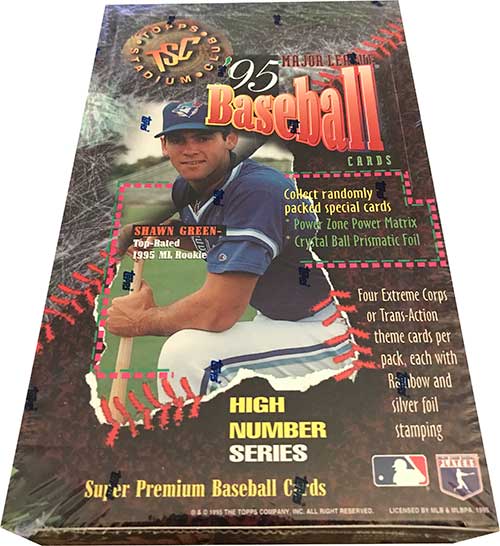 TOPPS
STADIUM CLUB
TSC
'95
MAJOR LEAGUE
Baseball
CARDS
Collect randomly
packed special cards
Power Zone Power Matrix
Crystal Ball Prismatic Foil
SHAWN GREEN-
Top-Rated
1995 ML Rookie
Four Extreme Corps
or Trans-Action
theme cards per
pack, each with
Rainbow and
silver foil
stamping
HIGH
NUMBER
SERIES
Super Premium Baseball Cards
PLAYERS
© & ® 1995 THE TOPPS COMPANY, INC. ALL RIGHT RESERVED.
LICENSED BY MLB & MLBPA, 1995